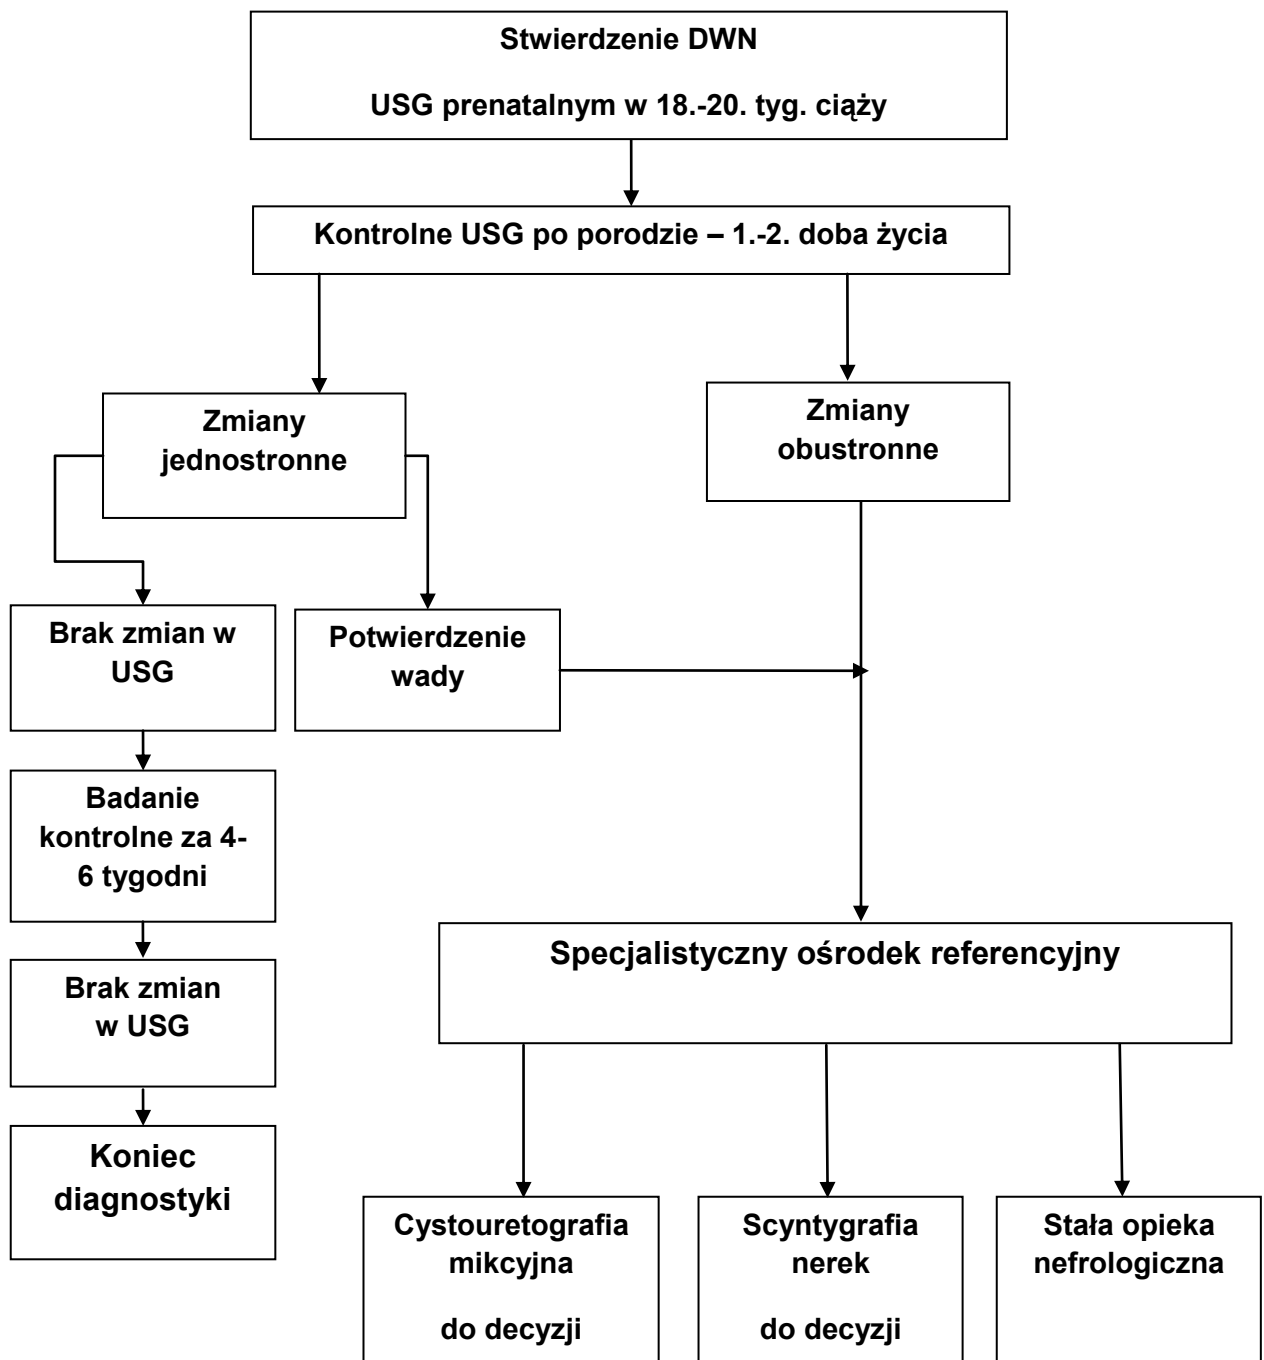 Stwierdzenie DWN
USG prenatalnym w 18.-20. tyg. ciąży
Kontrolne USG po porodzie – 1.-2. doba życia
Zmiany
jednostronne
Zmiany
obustronne
Brak zmian w
USG
Potwierdzenie
wady
Badanie
kontrolne za 4-
6 tygodni
Brak zmian
w USG
Koniec
diagnostyki
Specjalistyczny ośrodek referencyjny
Cystouretografia
mikcyjna
do decyzji
Scyntygrafia
nerek
do decyzji
Stała opieka
nefrologiczna